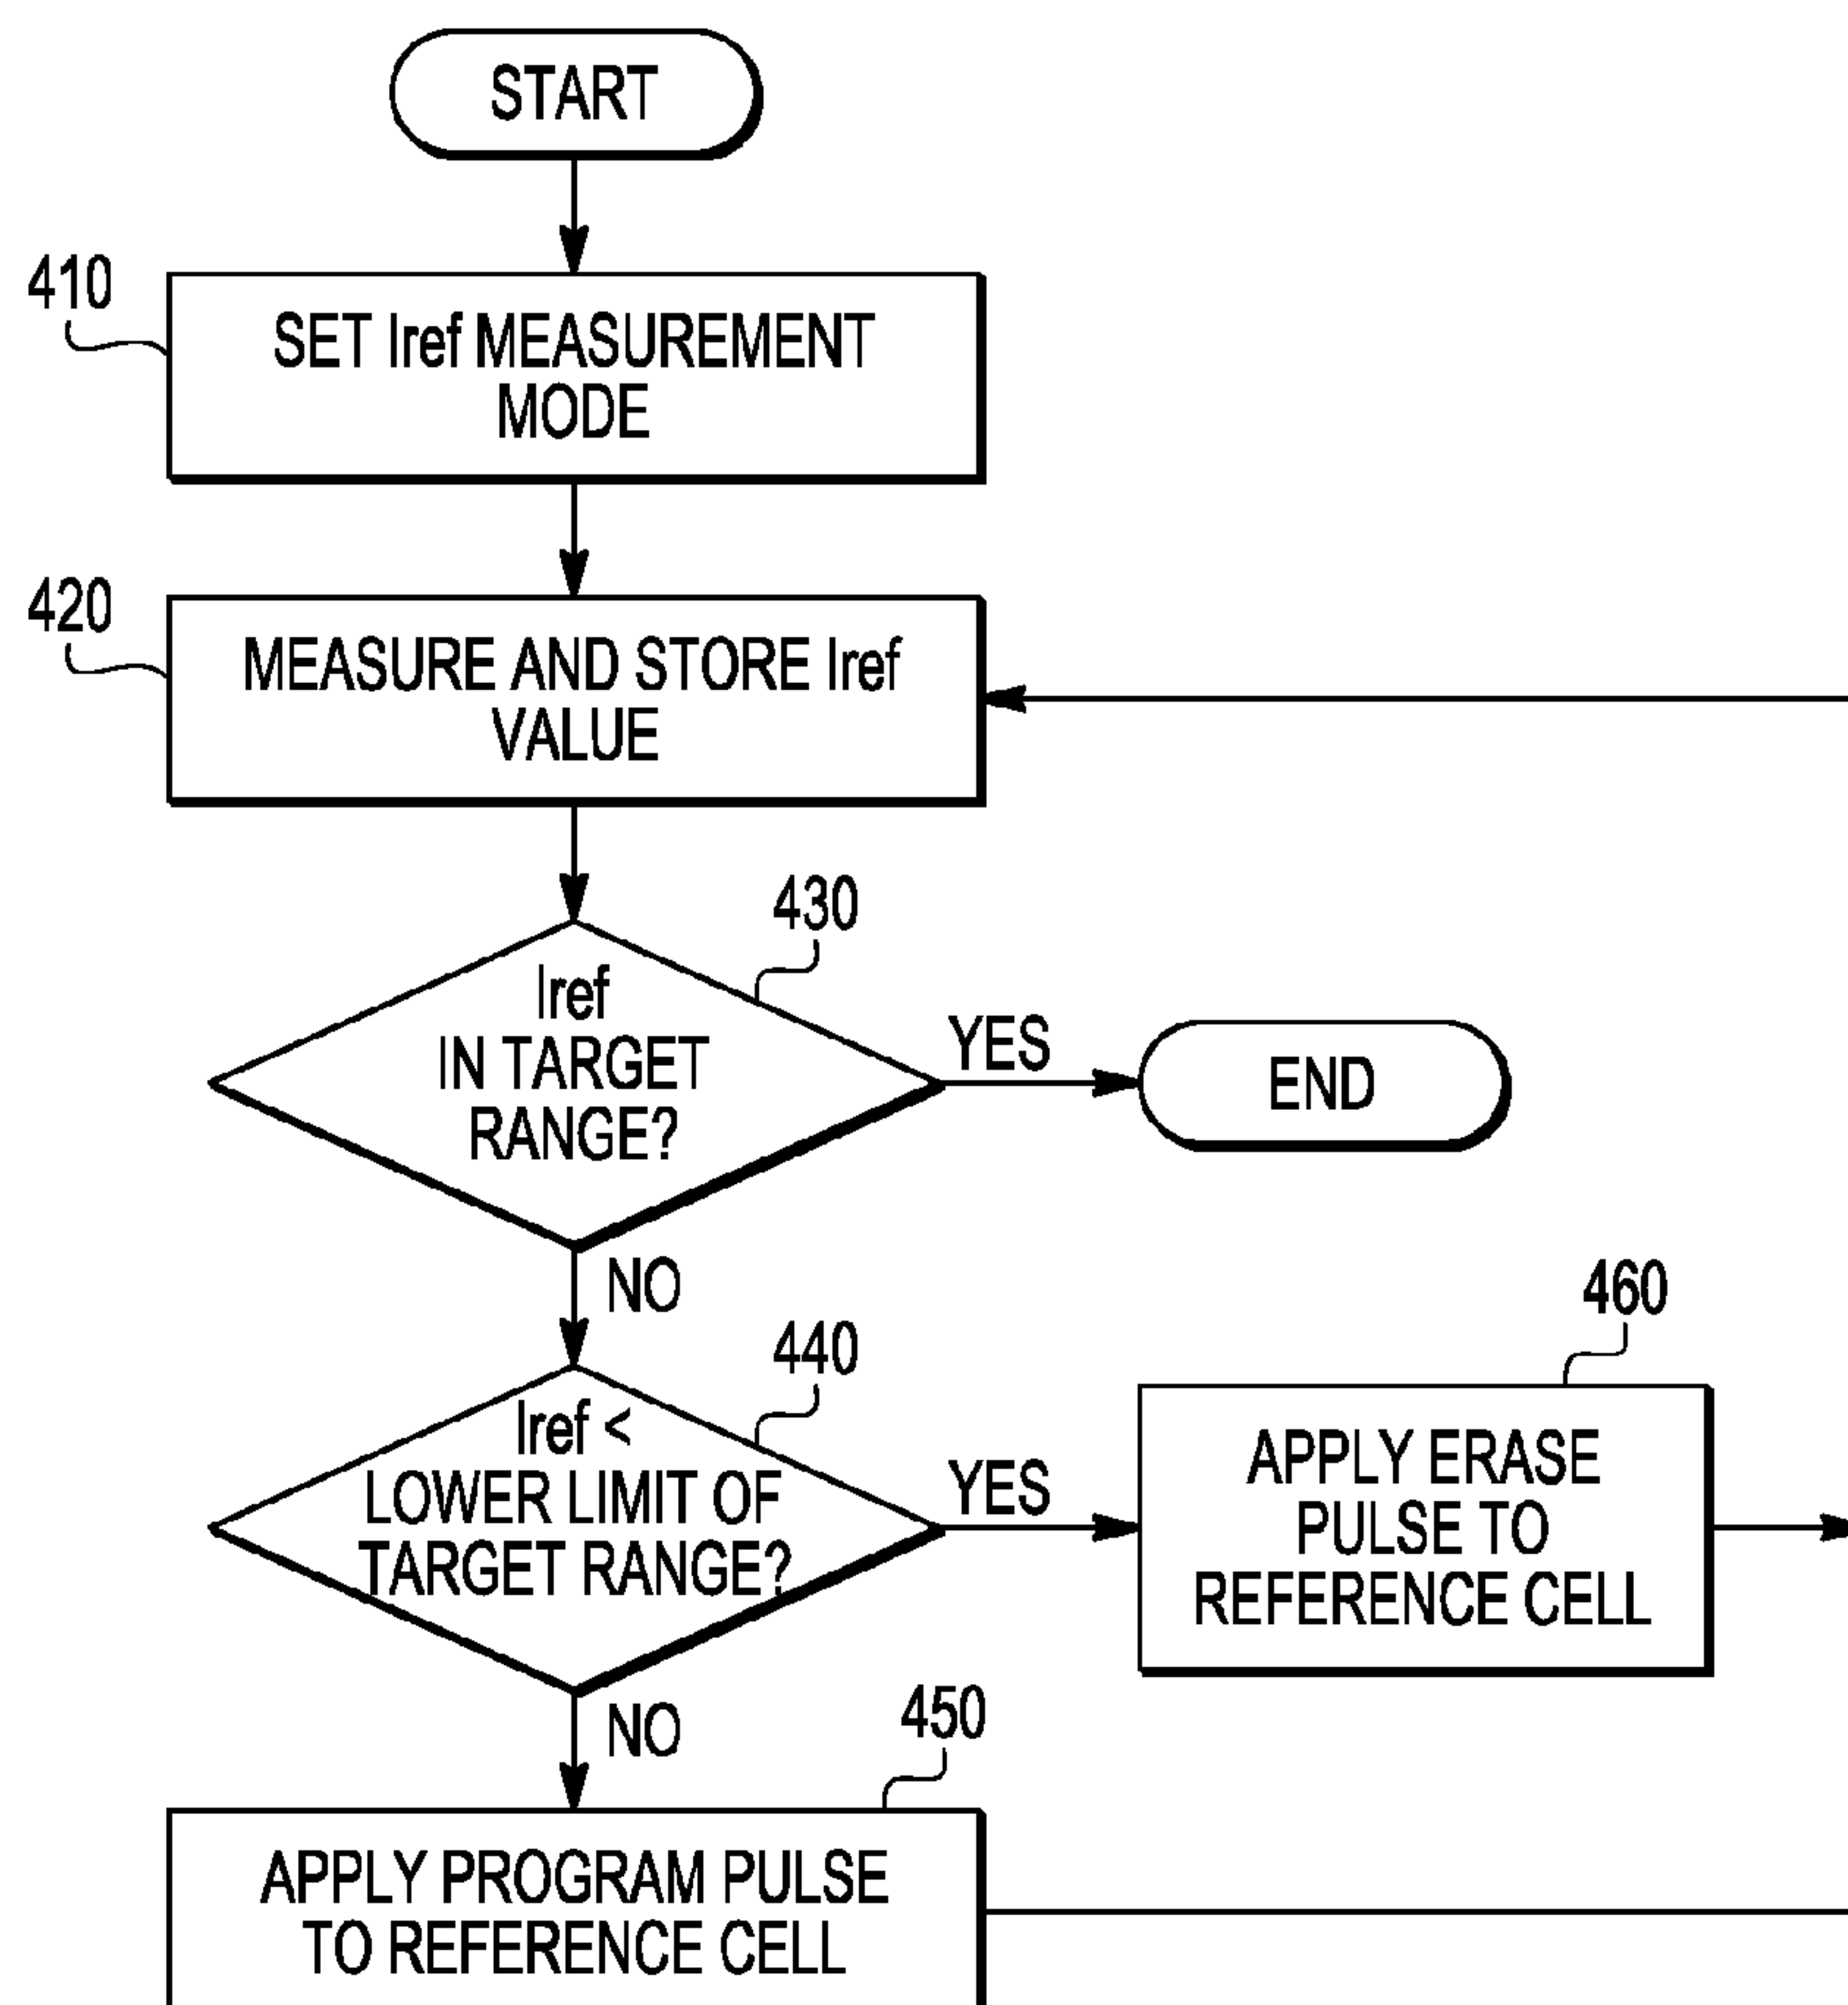 START
410
SET Iref MEASUREMENT
MODE
420
MEASURE AND STORE Iref
VALUE
430
Iref
IN TARGET
RANGE?
YES
END
NO
440
Iref <
LOWER LIMIT OF
TARGET RANGE?
YES
460
APPLY ERASE
PULSE TO
REFERENCE CELL
NO
450
APPLY PROGRAM PULSE
TO REFERENCE CELL